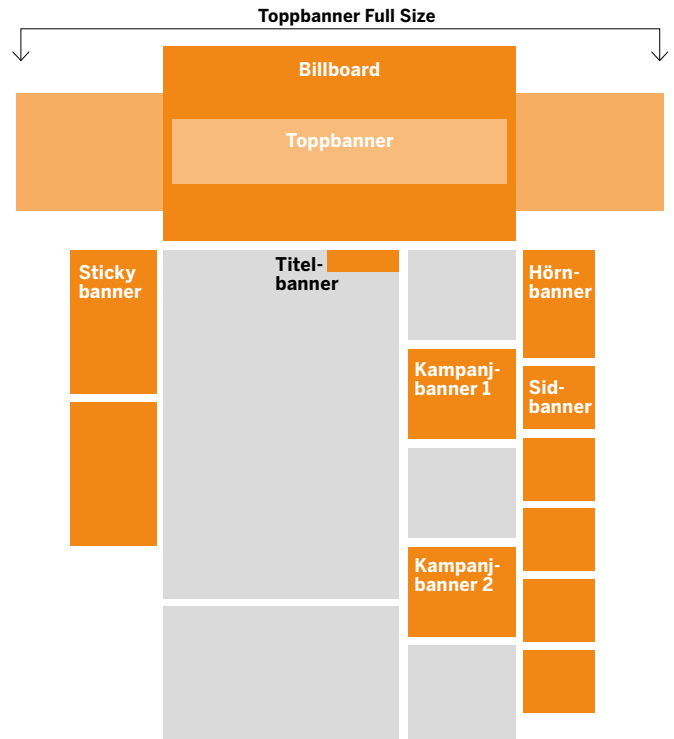 Toppbanner Full Size
Billboard
Toppbanner
Sticky
banner
Titel-
banner
Hörn-
banner
Kampanj-
banner 1
Sid-
banner
Kampanj-
banner 2